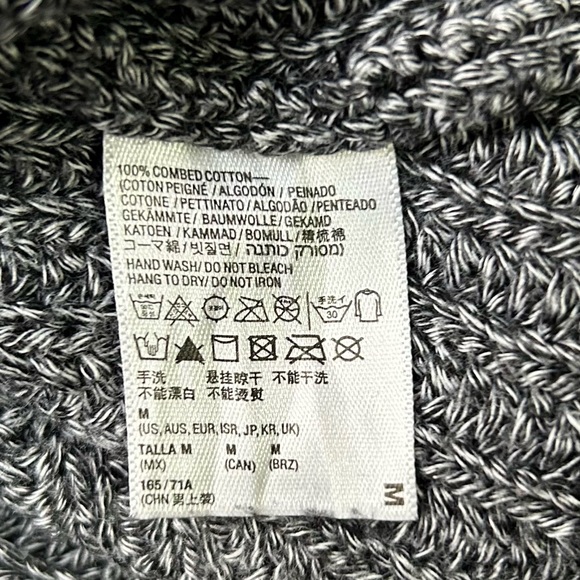 100% COMBED COTTON—
(COTON PEIGNÉ / ALGODÓN / PEINADO
COTONE / PETTINATO / ALGODÃO / PENTEADO
GEKÄMMTE / BAUMWOLLE / GEKAMD
KATOEN / KAMMAD / BOMULL / 精梳棉
コーマ綿 / 빗질면 / מסורק כותנה)
HAND WASH / DO NOT BLEACH
HANG TO DRY / DO NOT IRON
手洗イ
30
手洗 悬挂晾干 不能干洗
不能漂白 不能烫熨
M
(US, AUS, EUR, ISR, JP, KR, UK)
TALLA M M M
(MX) (CAN) (BRZ)
165 / 71A
(CHN 男上装)
M